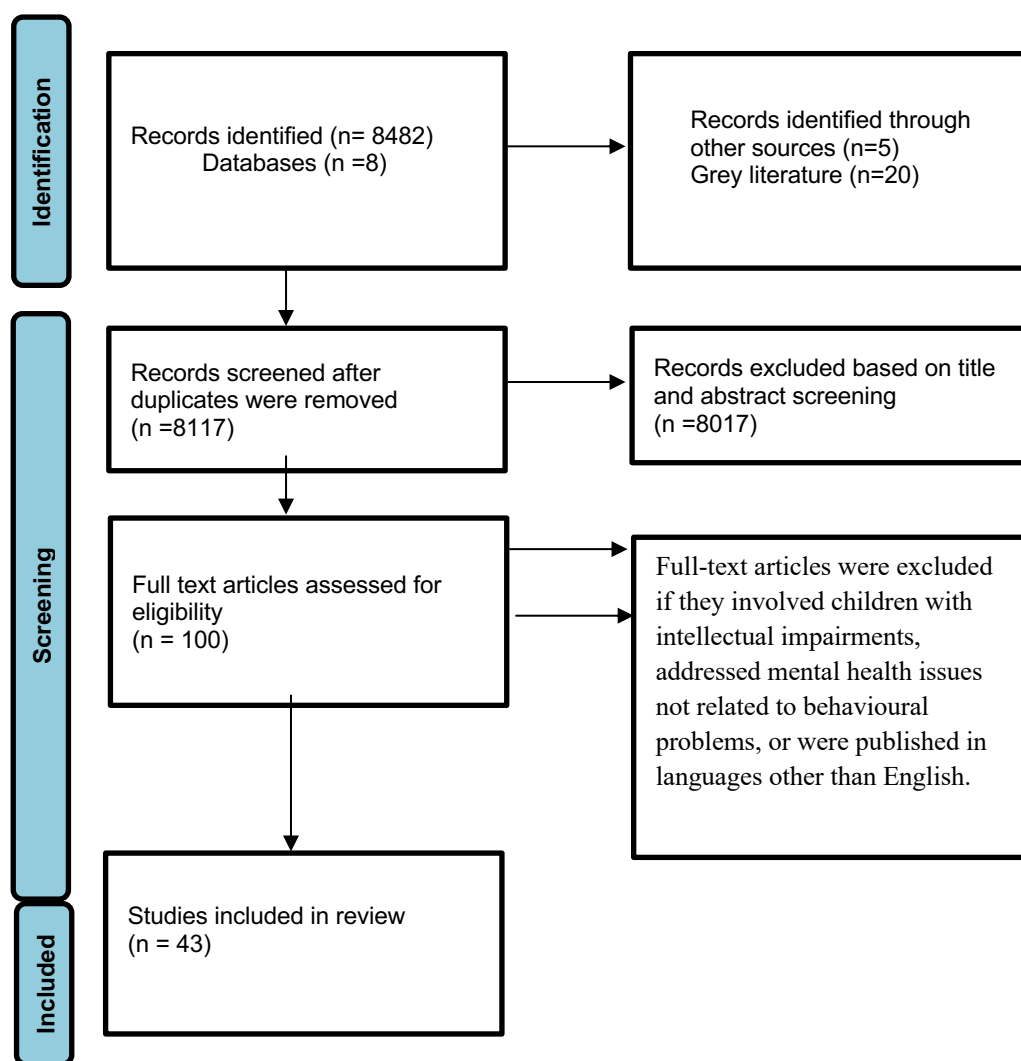 Identification
Records identified (n= 8482)
Databases (n =8)
Records identified through
other sources (n=5)
Grey literature (n=20)
Screening
Records screened after
duplicates were removed
(n =8117)
Records excluded based on title
and abstract screening
(n =8017)
Full text articles assessed for
eligibility
(n = 100)
Full-text articles were excluded
if they involved children with
intellectual impairments,
addressed mental health issues
not related to behavioural
problems, or were published in
languages other than English.
Included
Studies included in review
(n = 43)